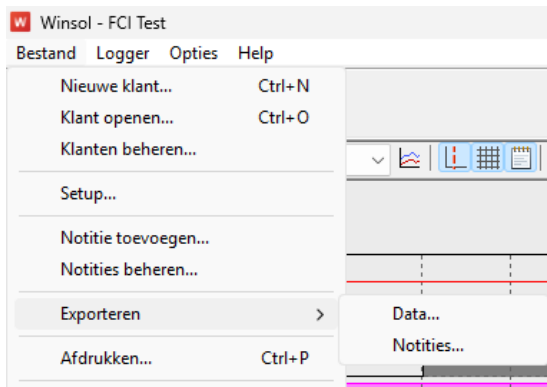 W Winsol - FCI Test
Bestand Logger Opties Help
Nieuwe klant... Ctrl+N
Klant openen... Ctrl+O
Klanten beheren...
Setup...
Notitie toevoegen...
Notities beheren...
Exporteren
Data...
Notities...
Afdrukken... Ctrl+P